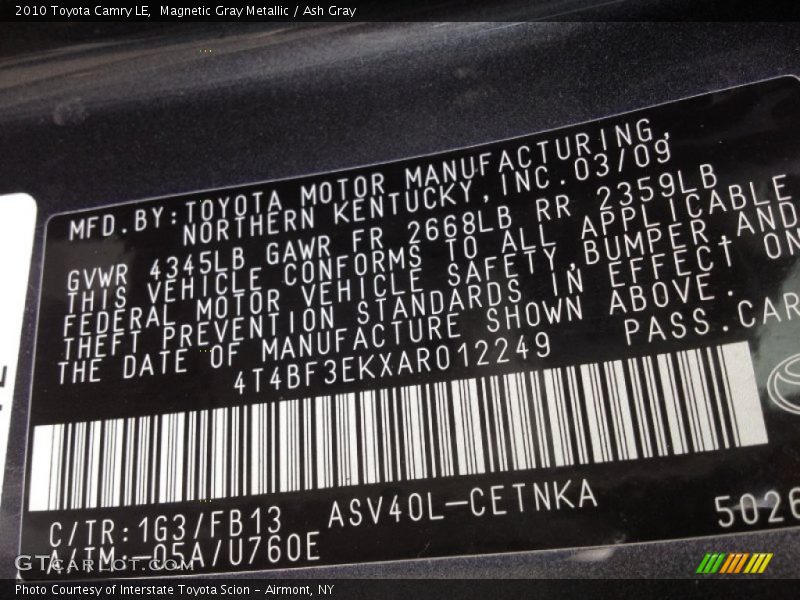 2010 Toyota Camry LE,  Magnetic Gray Metallic / Ash Gray
MFD.BY:TOYOTA MOTOR MANUFACTURING,
NORTHERN KENTUCKY,INC.03/09
GVWR 4345LB GAWR FR 2668LB RR 2359LB
THIS VEHICLE CONFORMS TO ALL APPLICABLE
FEDERAL MOTOR VEHICLE SAFETY,BUMPER,AND
THEFT PREVENTION STANDARDS IN EFFECT ON
THE DATE OF MANUFACTURE SHOWN ABOVE.
4T4BF3EKXAR012249 PASS.CAR
C/TR:1G3/FB13 ASV40L-CETNKA
A/TM:-05A/U760E 5026
GTCARLOT.COM
Photo Courtesy of Interstate Toyota Scion - Airmont, NY